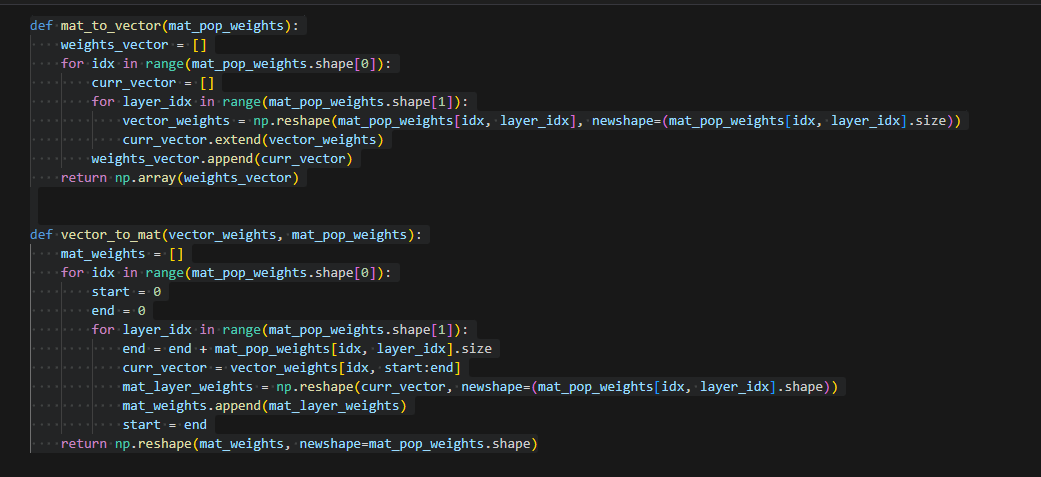 def mat_to_vector(mat_pop_weights):
    weights_vector = []
    for idx in range(mat_pop_weights.shape[0]):
        curr_vector = []
        for layer_idx in range(mat_pop_weights.shape[1]):
            vector_weights = np.reshape(mat_pop_weights[idx, layer_idx], newshape=(mat_pop_weights[idx, layer_idx].size))
            curr_vector.extend(vector_weights)
        weights_vector.append(curr_vector)
    return np.array(weights_vector)

def vector_to_mat(vector_weights, mat_pop_weights):
    mat_weights = []
    for idx in range(mat_pop_weights.shape[0]):
        start = 0
        end = 0
        for layer_idx in range(mat_pop_weights.shape[1]):
            end = end + mat_pop_weights[idx, layer_idx].size
            curr_vector = vector_weights[idx, start:end]
            mat_layer_weights = np.reshape(curr_vector, newshape=(mat_pop_weights[idx, layer_idx].shape))
            mat_weights.append(mat_layer_weights)
            start = end
    return np.reshape(mat_weights, newshape=mat_pop_weights.shape)